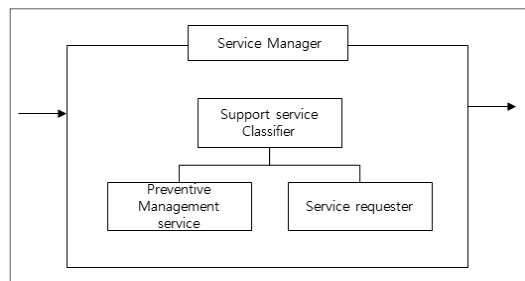 Service Manager
Support service
Classifier
Preventive
Management
service
Service requester